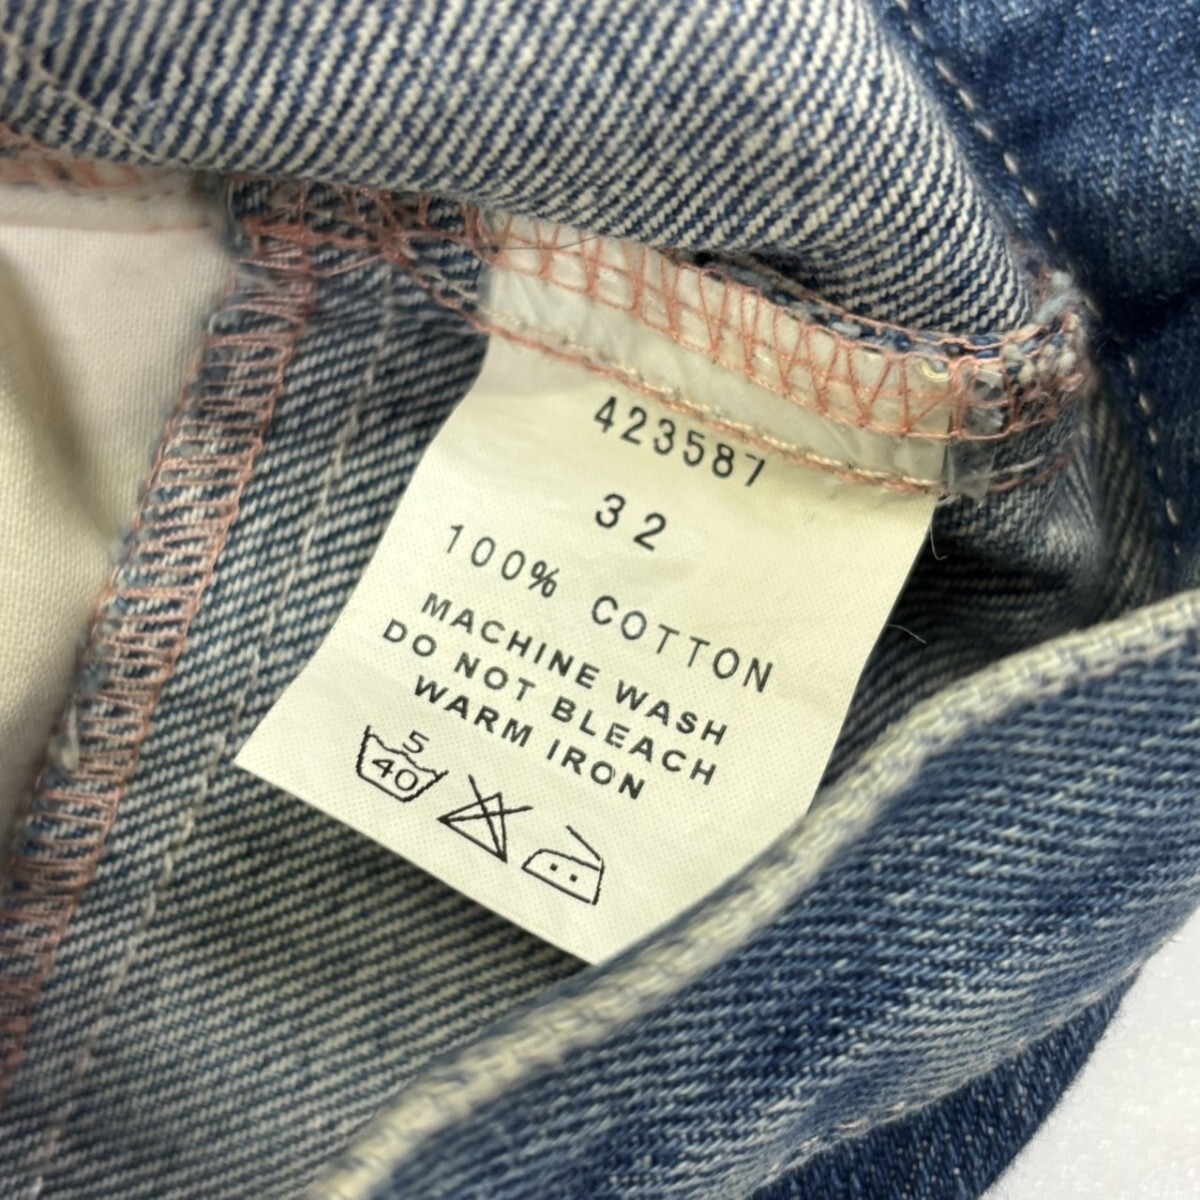 423587
32
100% COTTON
MACHINE WASH
DO NOT BLEACH
WARM IRON
5
40